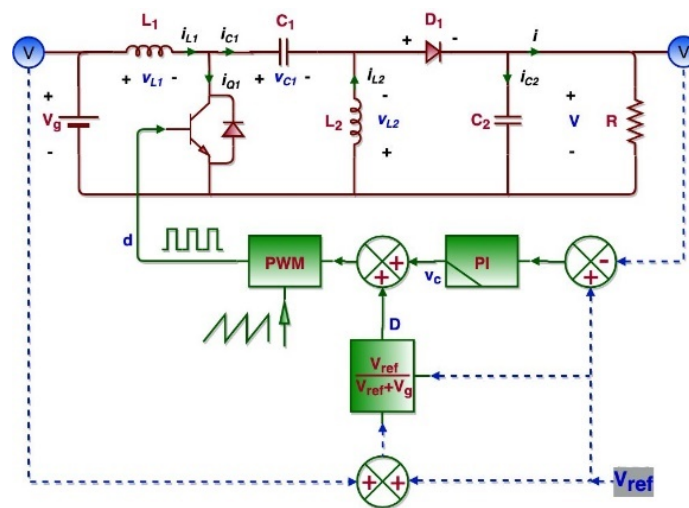 L1 iL1 iC1 C1 D1 i
V + vL1 - iQ1 + vC1 - iL2 + - iC2 V
+ Vg - L2 - vL2 + C2 + V - R
d PWM + + vc PI + -
D
Vref
Vref+Vg
+ + Vref